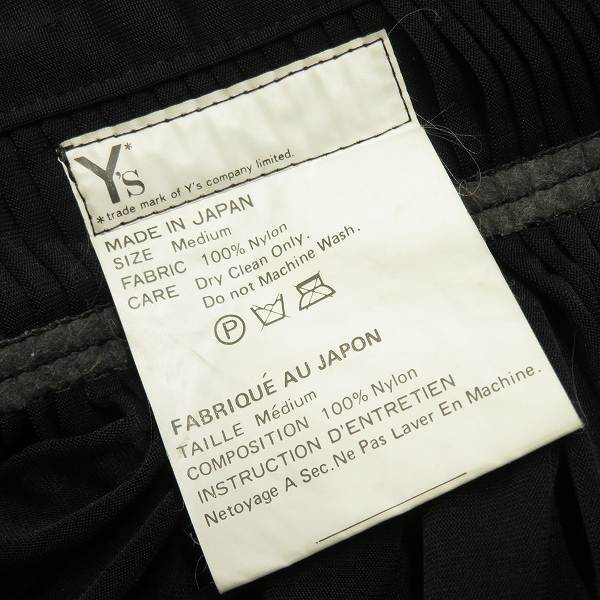 Y's*
*trade mark of Y's company limited.
MADE IN JAPAN
SIZE Medium
FABRIC 100% Nylon
CARE Dry Clean Only.
Do not Machine Wash.
P
FABRIQUÉ AU JAPON
TAILLE Médium
COMPOSITION 100% Nylon
INSTRUCTION D'ENTRETIEN
Netoyage A Sec.Ne Pas Laver En Machine.